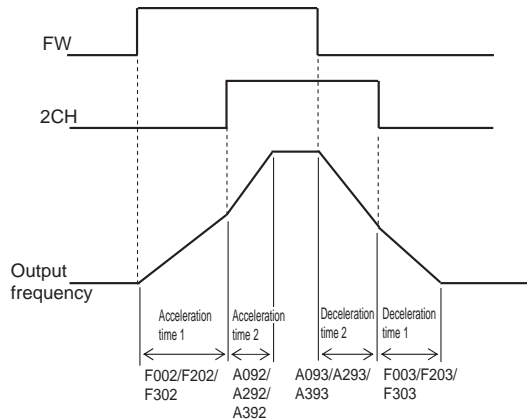 FW
2CH
Output
frequency
Acceleration
time 1
Acceleration
time 2
Deceleration
time 2
Deceleration
time 1
F002/F202/
F302
A092/
A292/
A392
A093/A293/
A393
F003/F203/
F303